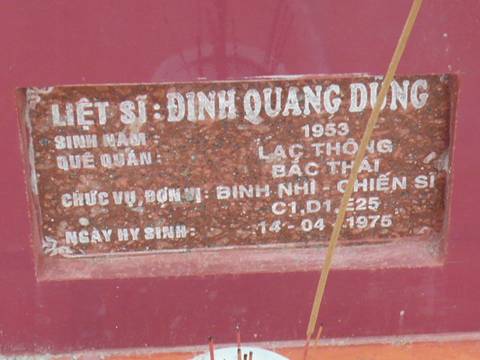 LIỆT SĨ : ĐINH QUANG DŨNG
SINH NĂM : 1953
QUÊ QUÁN : LẠC THÔNG
BẮC THÁI
CHỨC VỤ, ĐƠN VỊ : BINH NHÌ - CHIẾN SĨ
C1,D1,E25
NGÀY HY SINH : 14 - 04 - 1975